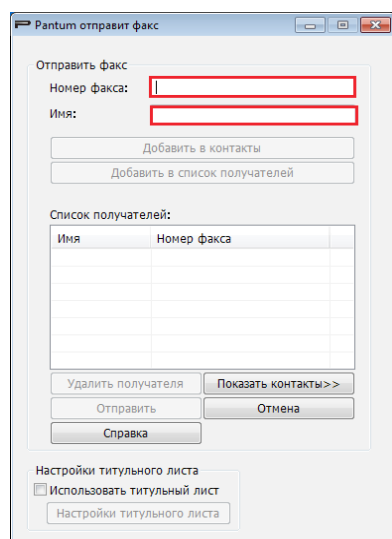 Pantum отправит факс
Отправить факс
Номер факса:
Имя:
Добавить в контакты
Добавить в список получателей
Список получателей:
Имя Номер факса
Удалить получателя Показать контакты>>
Отправить Отмена
Справка
Настройки титульного листа
Использовать титульный лист
Настройки титульного листа